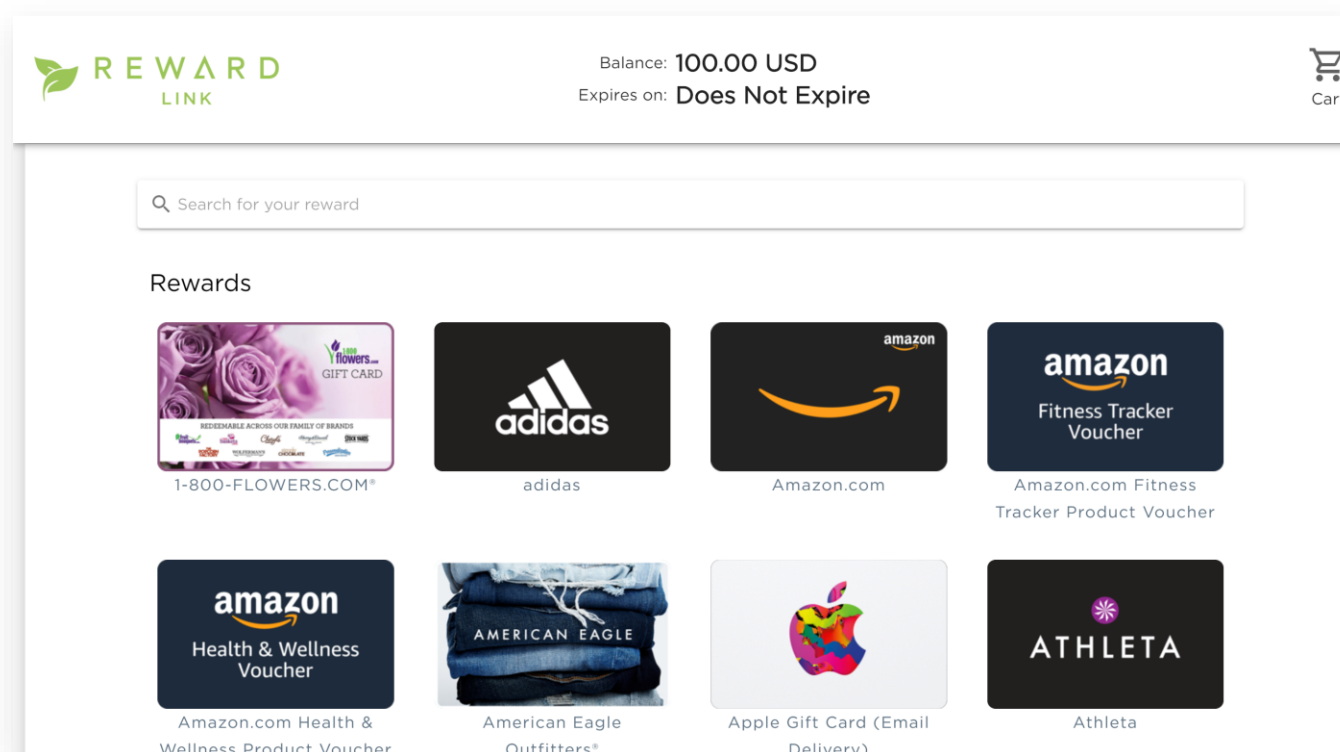 REWARD
LINK
Balance: 100.00 USD
Expires on: Does Not Expire
Car
Search for your reward
Rewards
1800
flowers.com
GIFT CARD
REDEEMABLE ACROSS OUR FAMILY OF BRANDS
1-800-FLOWERS.COM®
adidas
adidas
amazon
Amazon.com
amazon
Fitness Tracker
Voucher
Amazon.com Fitness
Tracker Product Voucher
amazon
Health & Wellness
Voucher
Amazon.com Health &
Wellness Product Voucher
AMERICAN EAGLE
American Eagle
Outfitters®
Apple Gift Card (Email
Delivery)
ATHLETA
Athleta